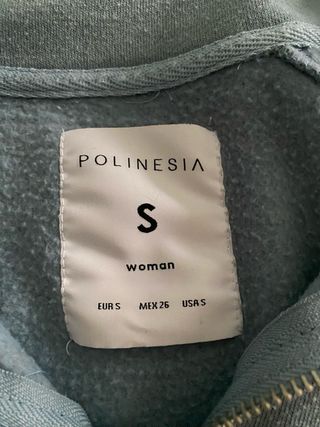 POLINESIA
S
woman
EUR S MEX 26 USA S